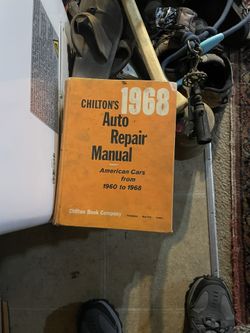 CHILTON'S 1968
Auto
Repair
Manual
American Cars
from
1960 to 1968
Chilton Book Company